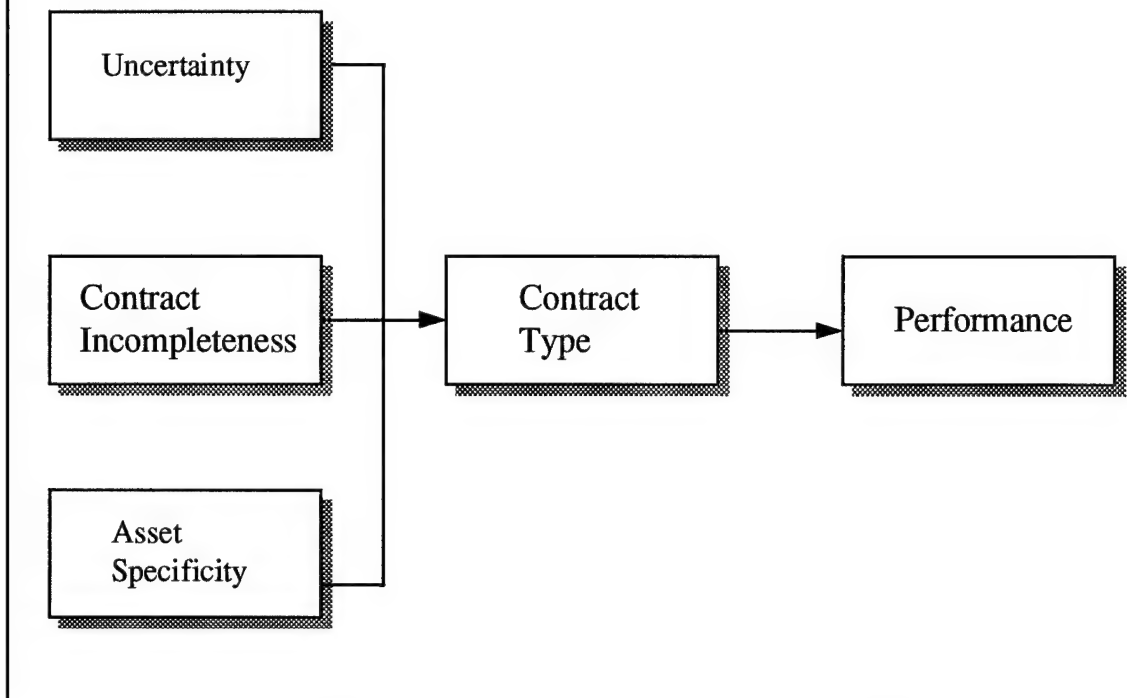 Uncertainty
Contract
Incompleteness
Contract
Type
Performance
Asset
Specificity